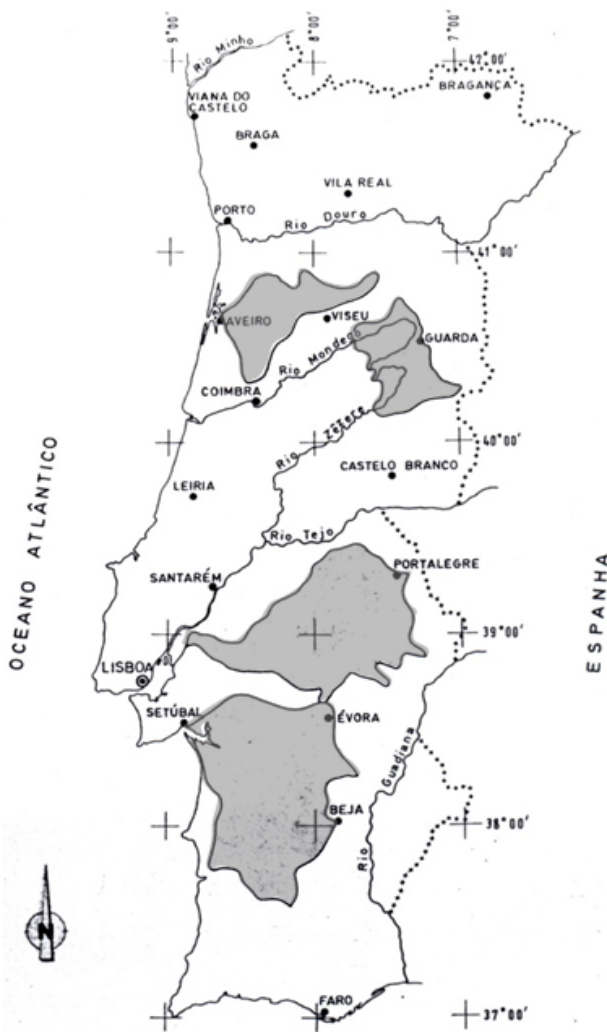 9°00'
8°00'
7°00'
42°00'
Rio Minho
BRAGANÇA
VIANA DO
CASTELO
BRAGA
VILA REAL
PORTO
Rio Douro
41°00'
AVEIRO
VISEU
GUARDA
Rio Mondego
COIMBRA
Rio Zêzere
40°00'
CASTELO BRANCO
LEIRIA
OCEANO ATLÂNTICO
Rio Tejo
PORTALEGRE
SANTARÉM
ESPANHA
39°00'
LISBOA
SETÚBAL
ÉVORA
Rio Guadiana
BEJA
38°00'
N
FARO
37°00'